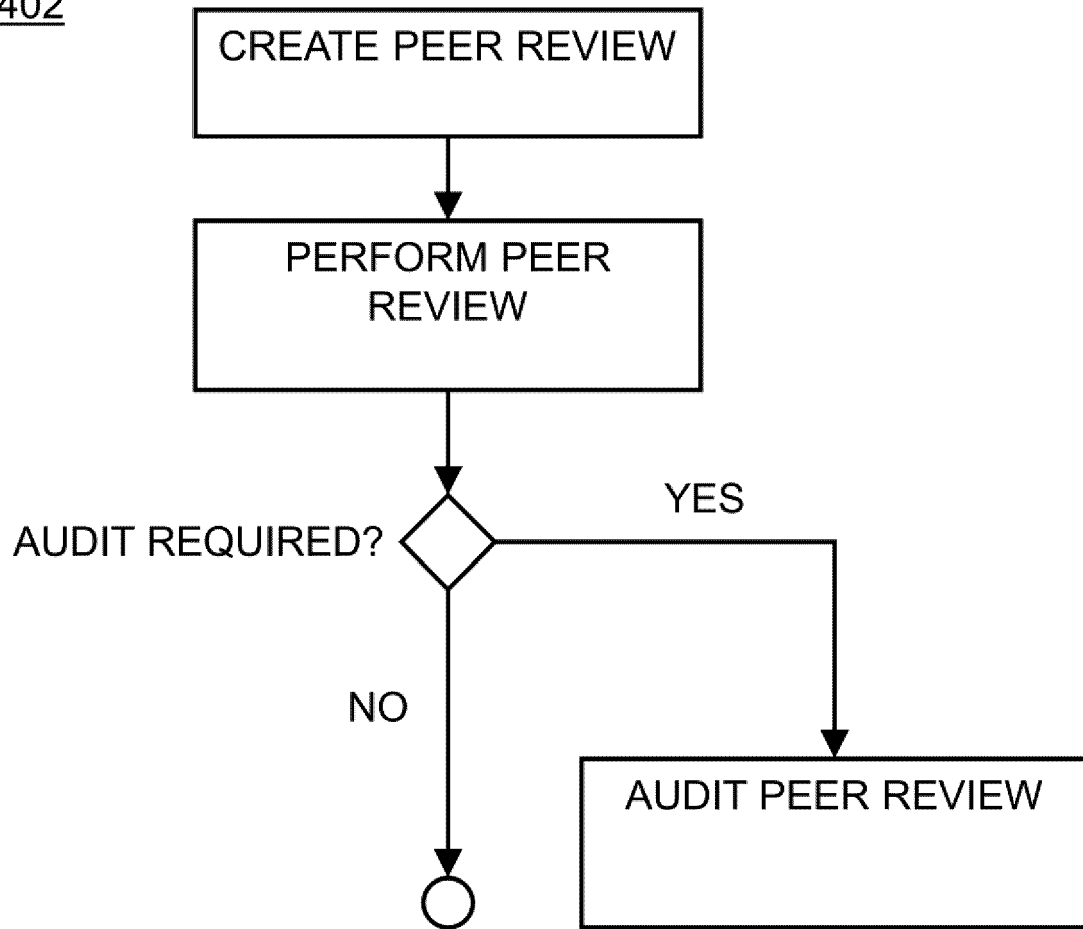 402
CREATE PEER REVIEW
PERFORM PEER
REVIEW
YES
AUDIT REQUIRED?
NO
AUDIT PEER REVIEW